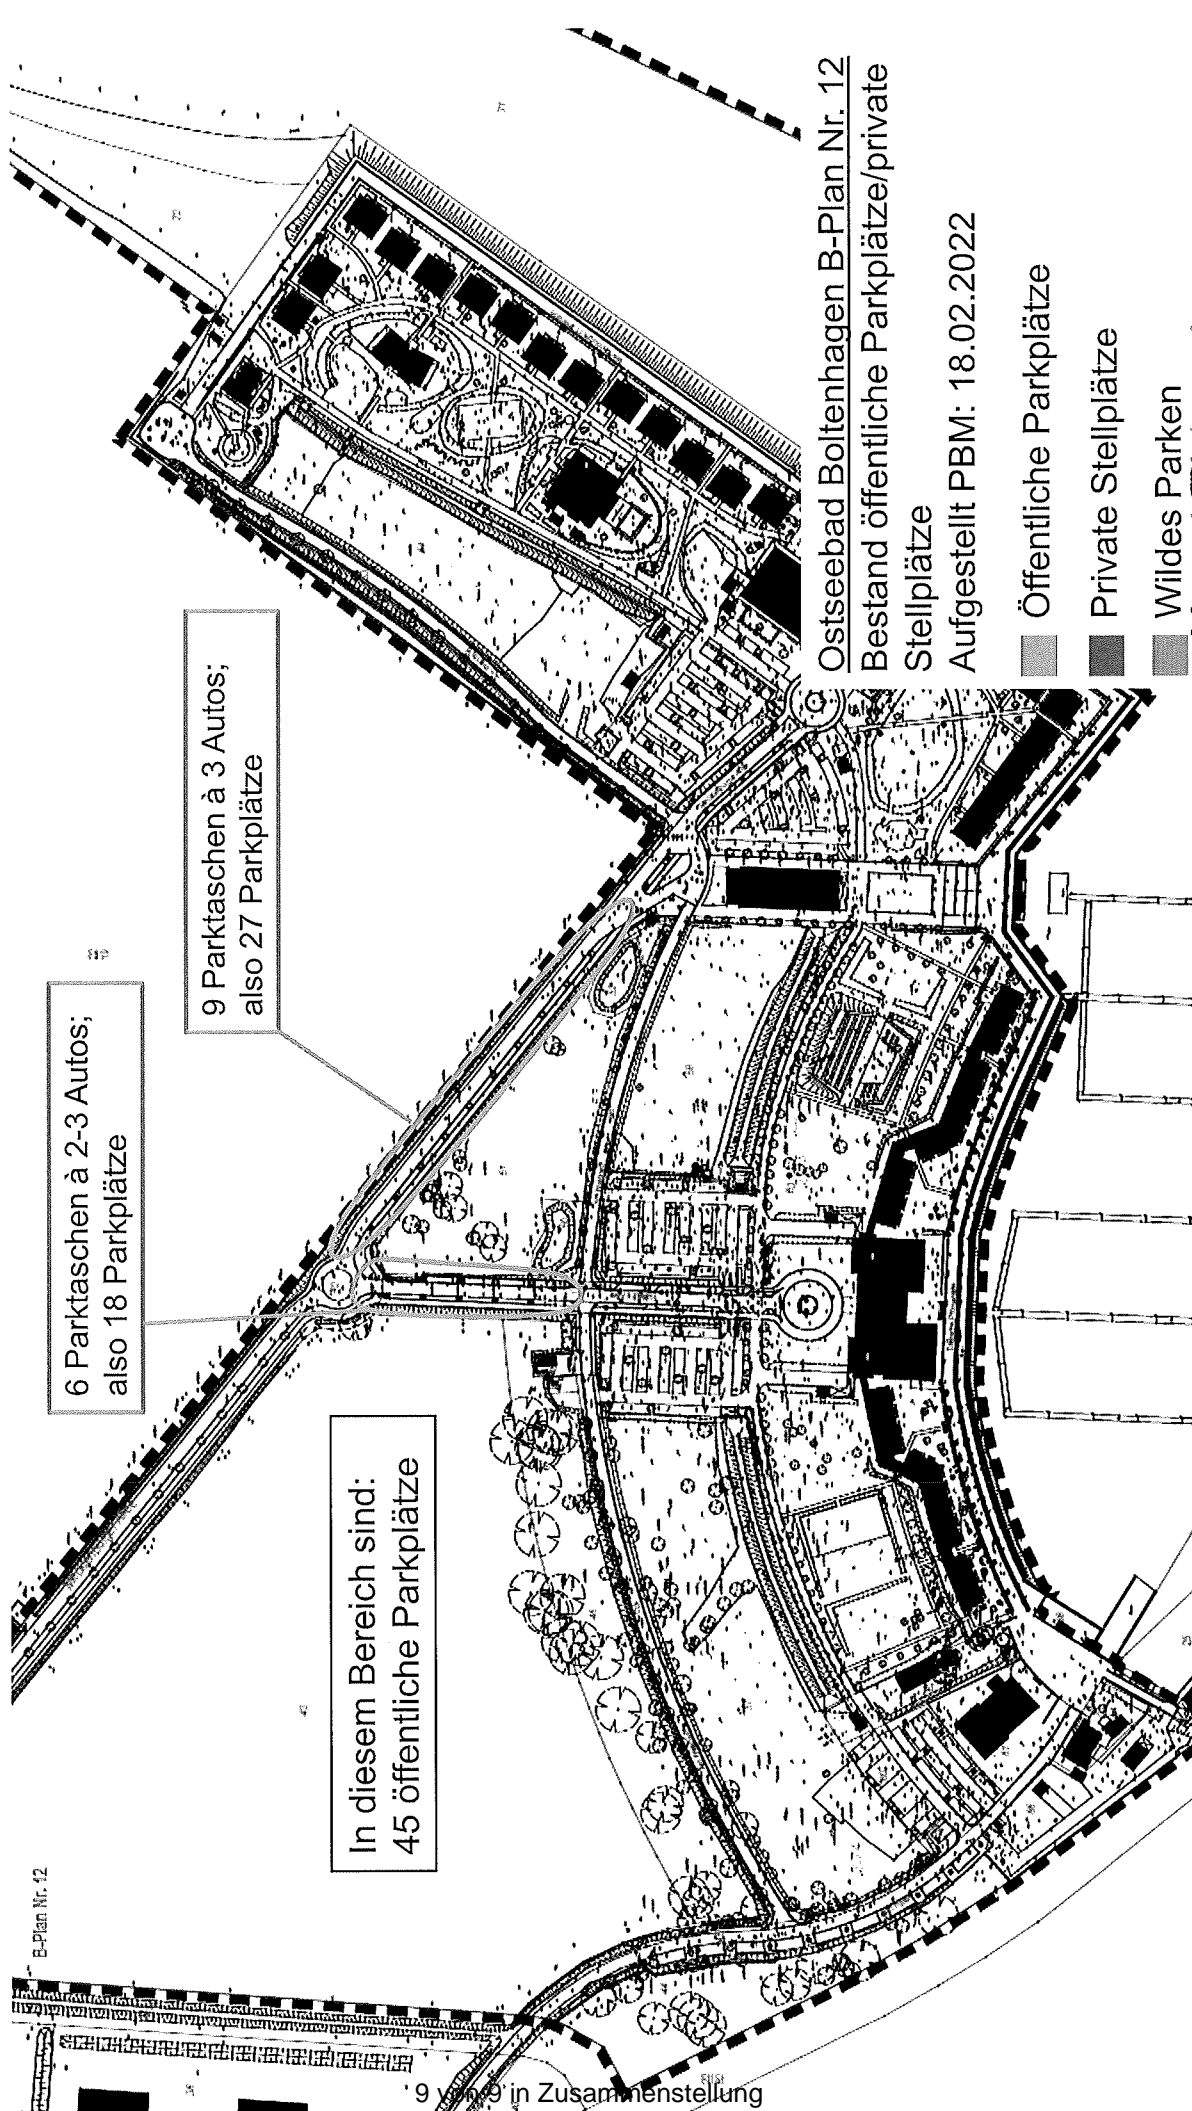 Ostseebad Boltenhagen B-Plan Nr. 12
Bestand öffentliche Parkplätze/private
Stellplätze
Aufgestellt PBM: 18.02.2022
Öffentliche Parkplätze
Private Stellplätze
Wildes Parken
9 Parktaschen à 3 Autos;
also 27 Parkplätze
6 Parktaschen à 2-3 Autos;
also 18 Parkplätze
In diesem Bereich sind:
45 öffentliche Parkplätze
B-Plan Nr. 12
9 von 9 in Zusammenstellung